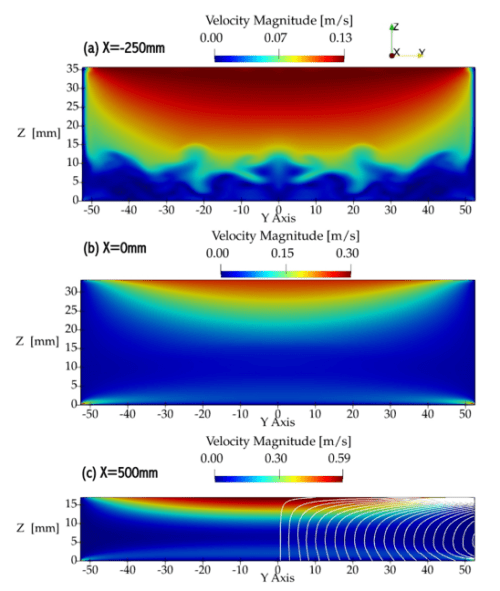 Velocity Magnitude [m/s]
0.00 0.07 0.13
Z
X Y
(a) X=-250mm
35
30
25
Z [mm] 20
15
10
5
0
-50 -40 -30 -20 -10 0 10 20 30 40 50
Y Axis
Velocity Magnitude [m/s]
(b) X=0mm
0.00 0.15 0.30
30
25
20
Z [mm] 15
10
5
0
-50 -40 -30 -20 -10 0 10 20 30 40 50
Y Axis
Velocity Magnitude [m/s]
0.00 0.30 0.59
(c) X=500mm
15
Z [mm] 10
5
0
-50 -40 -30 -20 -10 0 10 20 30 40 50
Y Axis